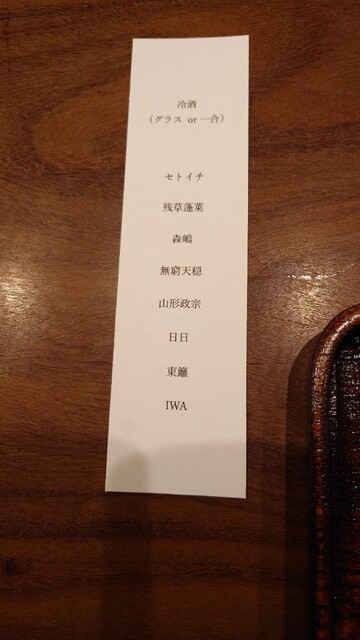 冷酒
（グラス or 一合）
セトイチ
残草蓬莱
森嶋
無窮天穏
山形政宗
日日
東籬
IWA